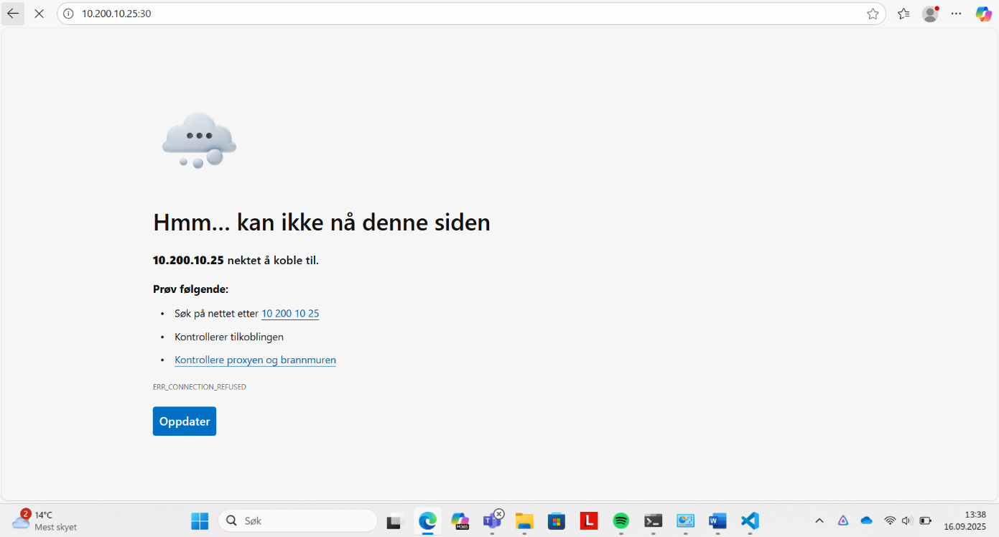 10.200.10.25:30
Hmm... kan ikke nå denne siden
10.200.10.25 nektet å koble til.
Prøv følgende:
• Søk på nettet etter 10 200 10 25
• Kontrollerer tilkoblingen
• Kontrollere proxyen og brannmuren
ERR_CONNECTION_REFUSED
Oppdater
2
14°C
Mest skyet
Søk
M365
T
L
W
13:38
16.09.2025